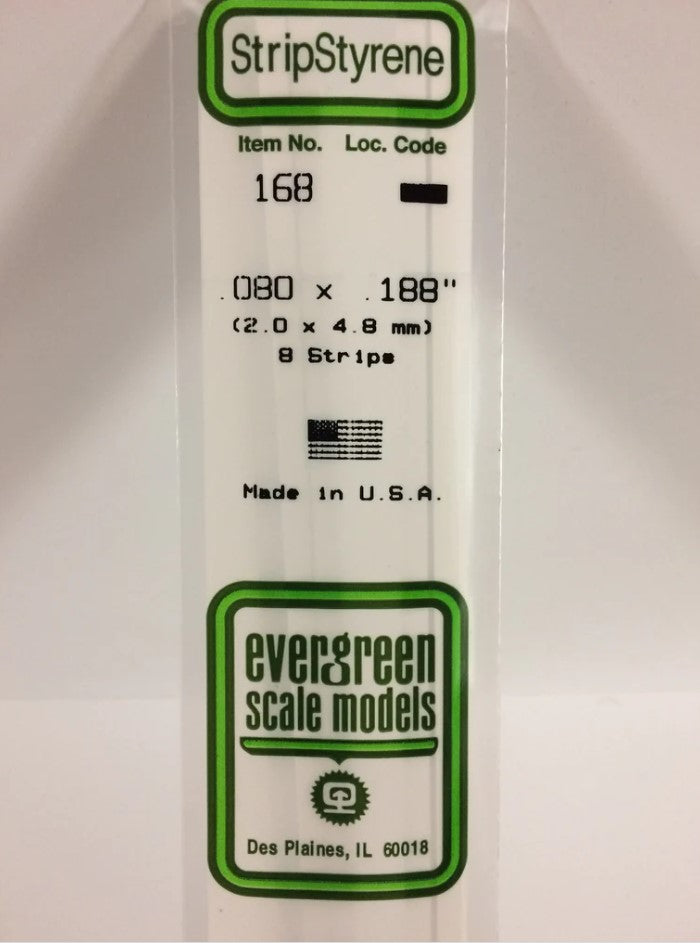 StripStyrene
Item No. Loc. Code
168
.080 x .188"
(2.0 x 4.8 mm)
8 Strips
Made in U.S.A.
evergreen
scale models
Des Plaines, IL 60018